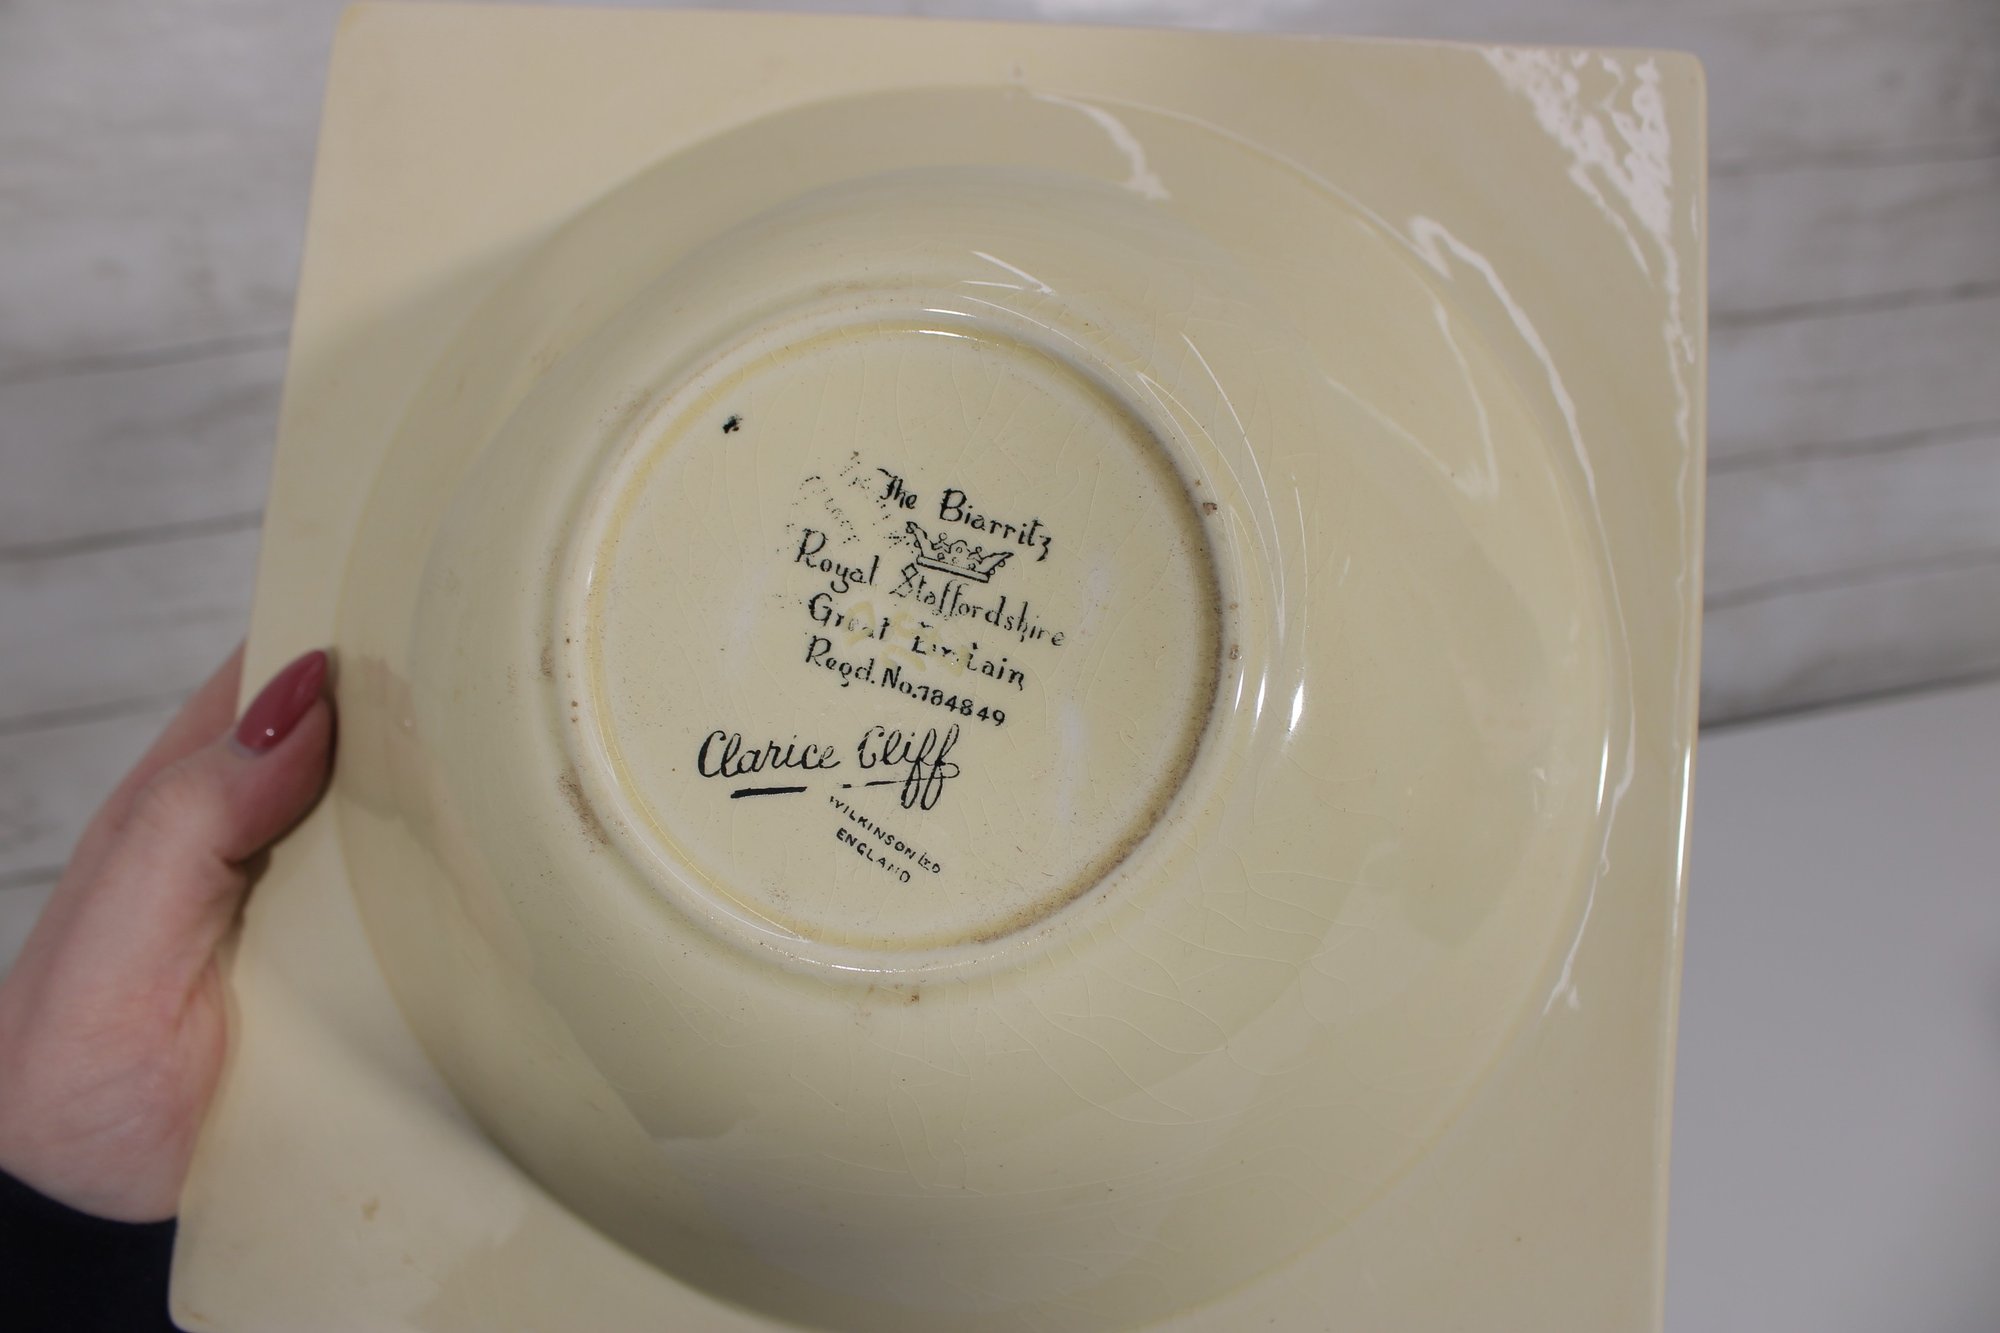 The Biarritz
Royal Staffordshire
Great Britain
Regd. No. 784849
Clarice Cliff
WILKINSON LTD
ENGLAND